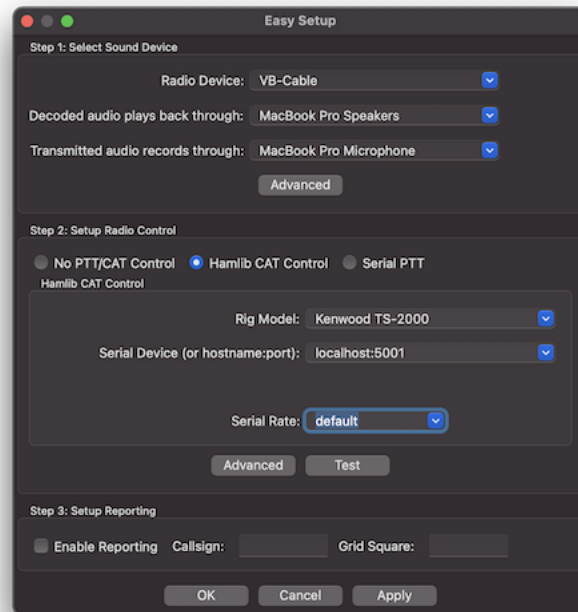 Easy Setup
Step 1: Select Sound Device
Radio Device: VB-Cable
Decoded audio plays back through: MacBook Pro Speakers
Transmitted audio records through: MacBook Pro Microphone
Advanced
Step 2: Setup Radio Control
No PTT/CAT Control Hamlib CAT Control Serial PTT
Hamlib CAT Control
Rig Model: Kenwood TS-2000
Serial Device (or hostname:port): localhost:5001
Serial Rate: default
Advanced Test
Step 3: Setup Reporting
Enable Reporting Callsign: Grid Square:
OK Cancel Apply